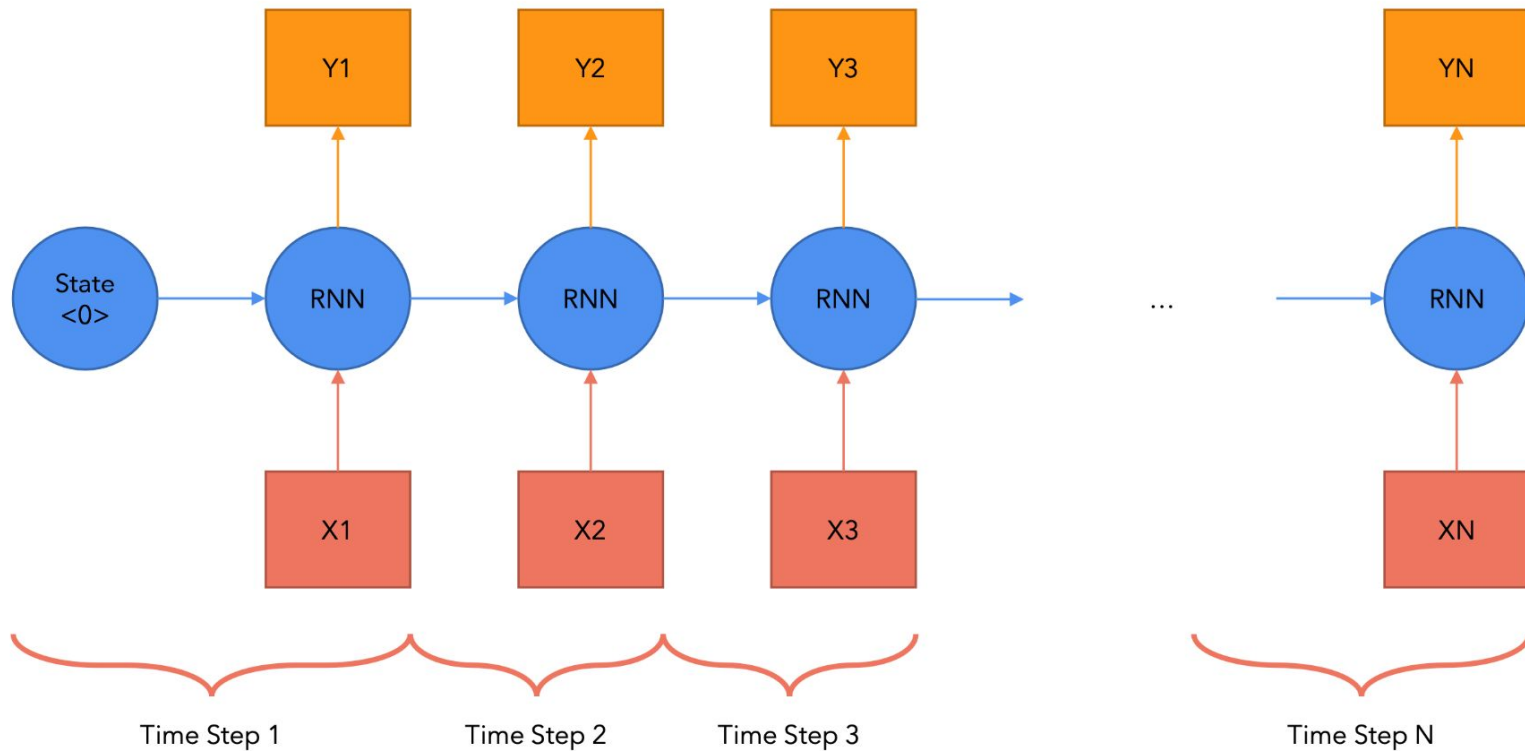 Y1
Y2
Y3
YN
State
<0>
RNN
RNN
RNN
...
RNN
X1
X2
X3
XN
Time Step 1
Time Step 2
Time Step 3
Time Step N